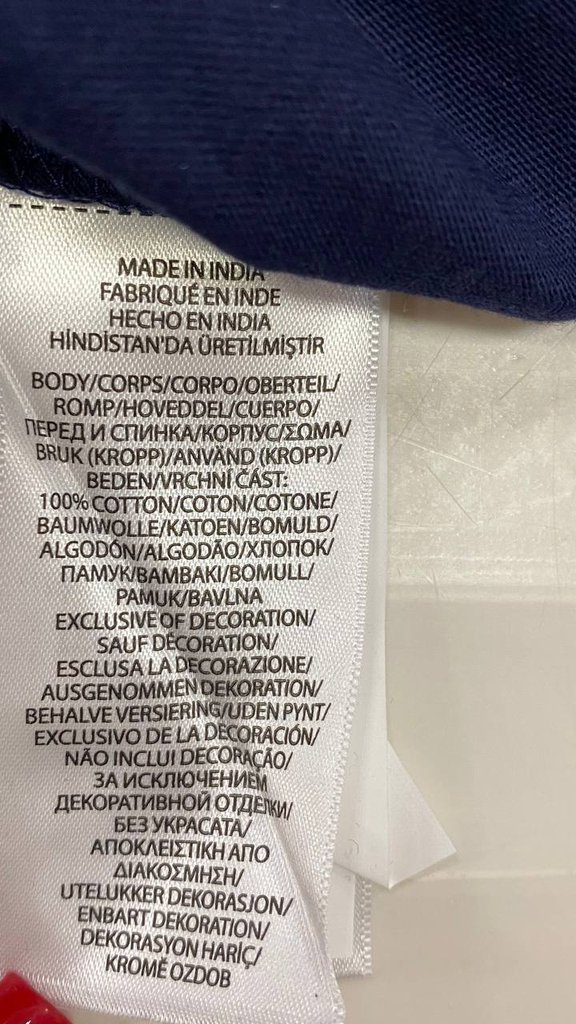 MADE IN INDIA
FABRIQUÉ EN INDE
HECHO EN INDIA
HİNDİSTAN'DA ÜRETİLMİŞTİR
BODY/CORPS/CORPO/OBERTEIL/
ROMP/HOVEDDEL/CUERPO/
ПЕРЕД И СПИНКА/КОРПУС/ΣΩΜΑ/
BRUK (KROPP)/ANVÄND (KROPP)/
BEDEN/VRCHNÍ ČÁST:
100% COTTON/COTON/COTONE/
BAUMWOLLE/KATOEN/BOMULD/
ALGODÓN/ALGODÃO/ХЛОПОК/
ПАМУК/ΒΑΜΒΑΚΙ/BOMULL/
PAMUK/BAVLNA
EXCLUSIVE OF DECORATION/
SAUF DÉCORATION/
ESCLUSA LA DECORAZIONE/
AUSGENOMMEN DEKORATION/
BEHALVE VERSIERING/UDEN PYNT/
EXCLUSIVO DE LA DECORACIÓN/
NÃO INCLUI DECORAÇÃO/
ЗА ИСКЛЮЧЕНИЕМ
ДЕКОРАТИВНОЙ ОТДЕЛКИ/
БЕЗ УКРАСАТА/
ΑΠΟΚΛΕΙΣΤΙΚΗ ΑΠΟ
ΔΙΑΚΟΣΜΗΣΗ/
UTELUKKER DEKORASJON/
ENBART DEKORATION/
DEKORASYON HARİÇ/
KROMĚ OZDOB